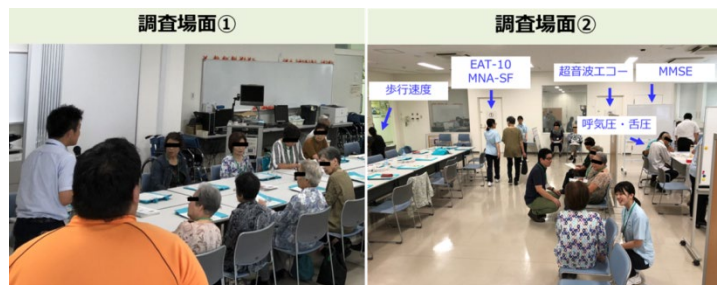 調査場面①
調査場面②
EAT-10
MNA-SF
超音波エコー
MMSE
歩行速度
呼気圧・舌圧